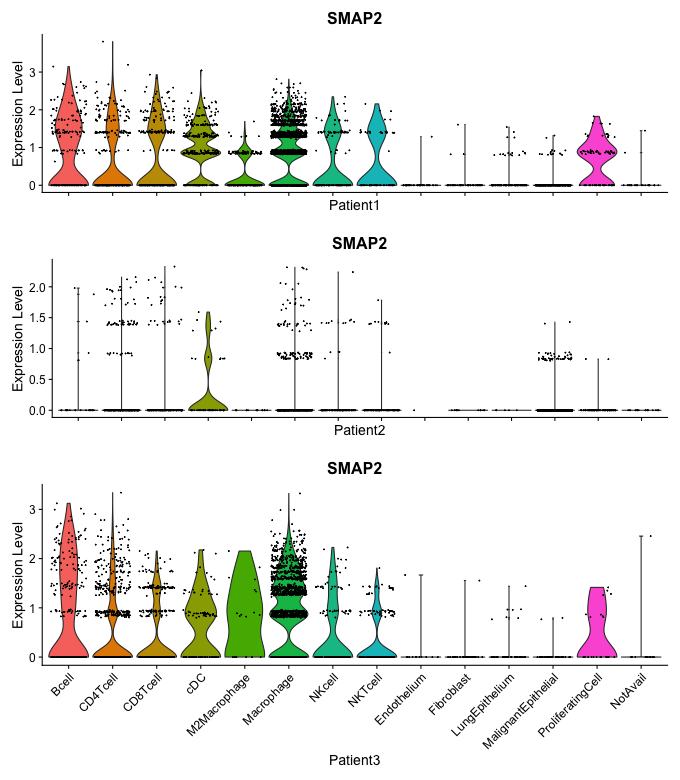 SMAP2
Expression Level
3
2
1
0
Patient1
SMAP2
Expression Level
2.0
1.5
1.0
0.5
0.0
Patient2
SMAP2
Expression Level
3
2
1
0
Bcell
CD4Tcell
CD8Tcell
cDC
M2Macrophage
Macrophage
NKcell
NKTcell
Endothelium
Fibroblast
LungEpithelium
MalignantEpithelial
ProliferatingCell
NotAvail
Patient3